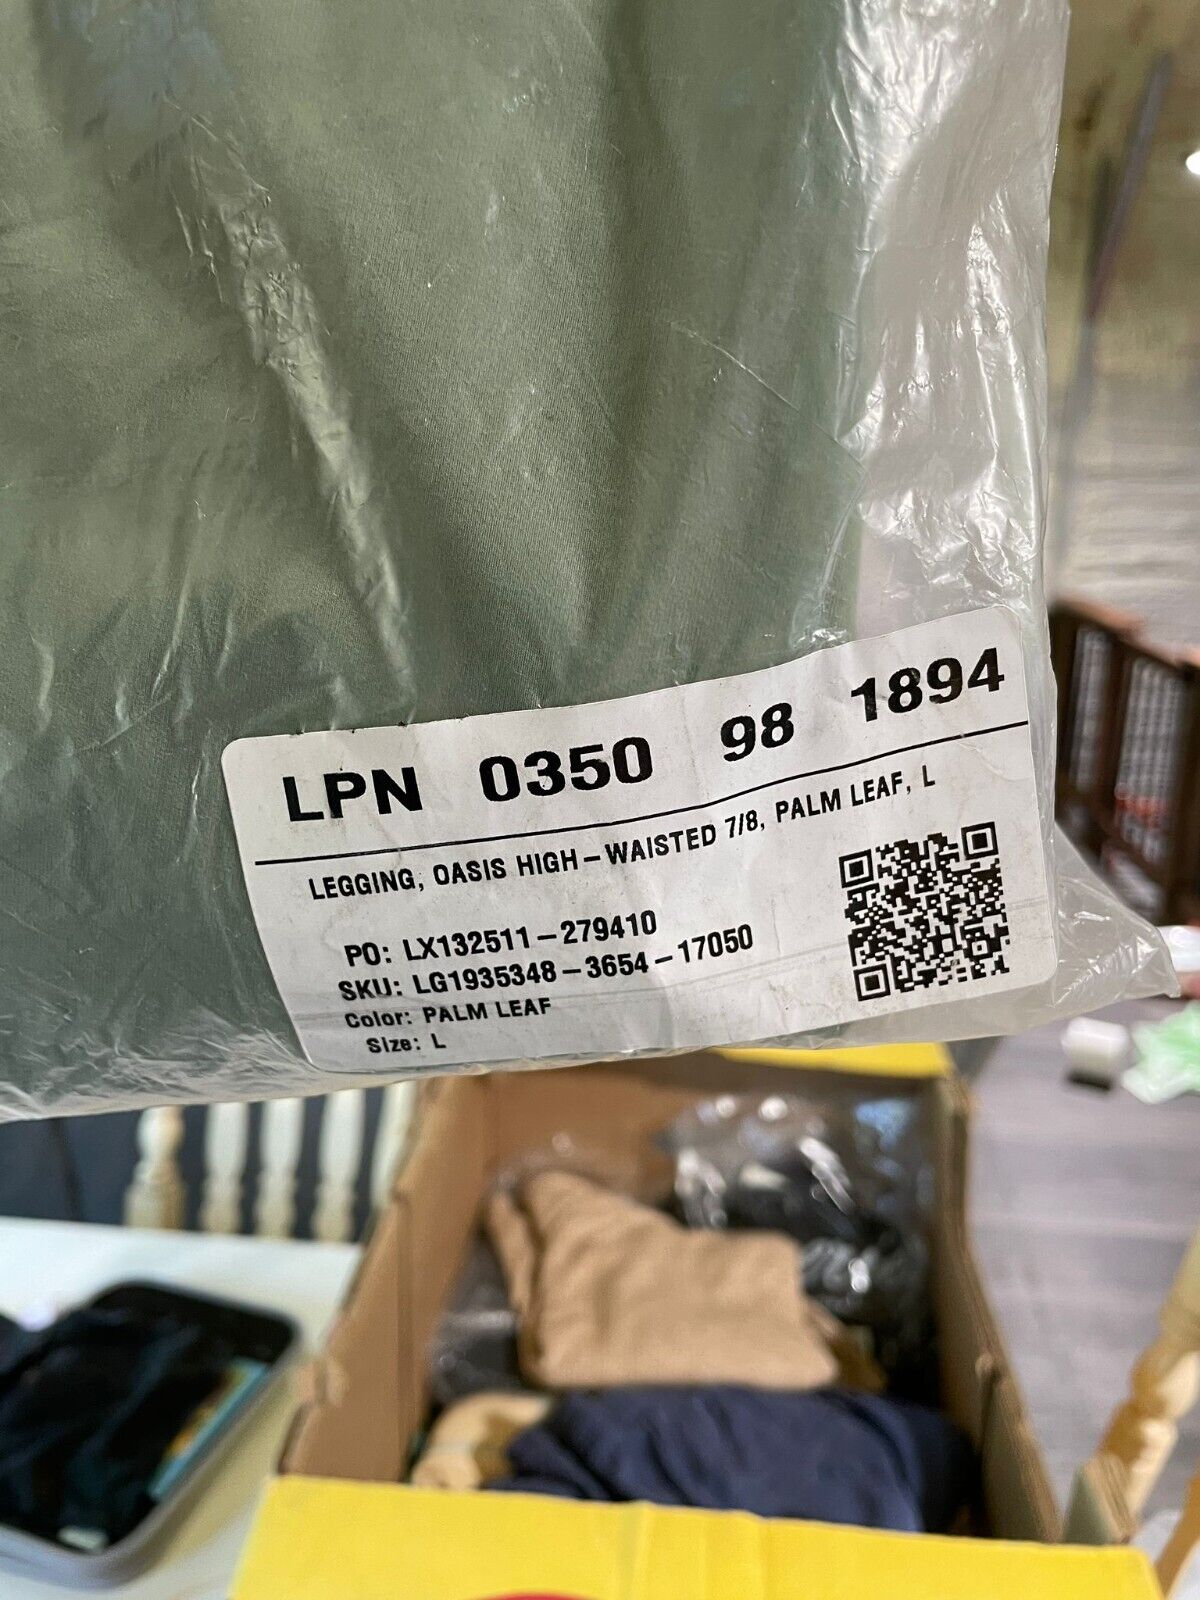 LPN 0350 98 1894
LEGGING, OASIS HIGH-WAISTED 7/8, PALM LEAF, L
PO: LX132511-279410
SKU: LG1935348-3654-17050
Color: PALM LEAF
Size: L